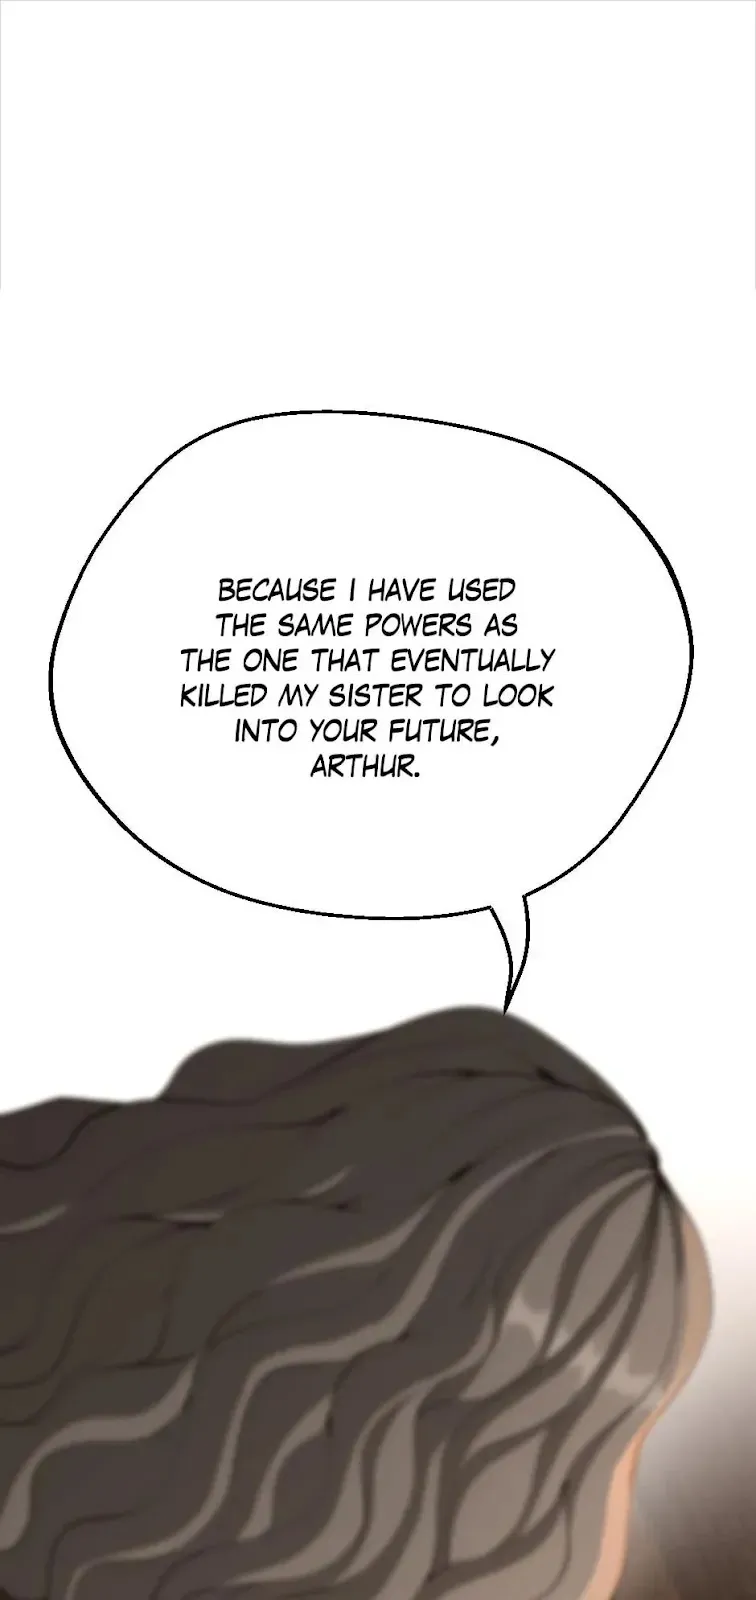 BECAUSE I HAVE USED
THE SAME POWERS AS
THE ONE THAT EVENTUALLY
KILLED MY SISTER TO LOOK
INTO YOUR FUTURE,
ARTHUR.